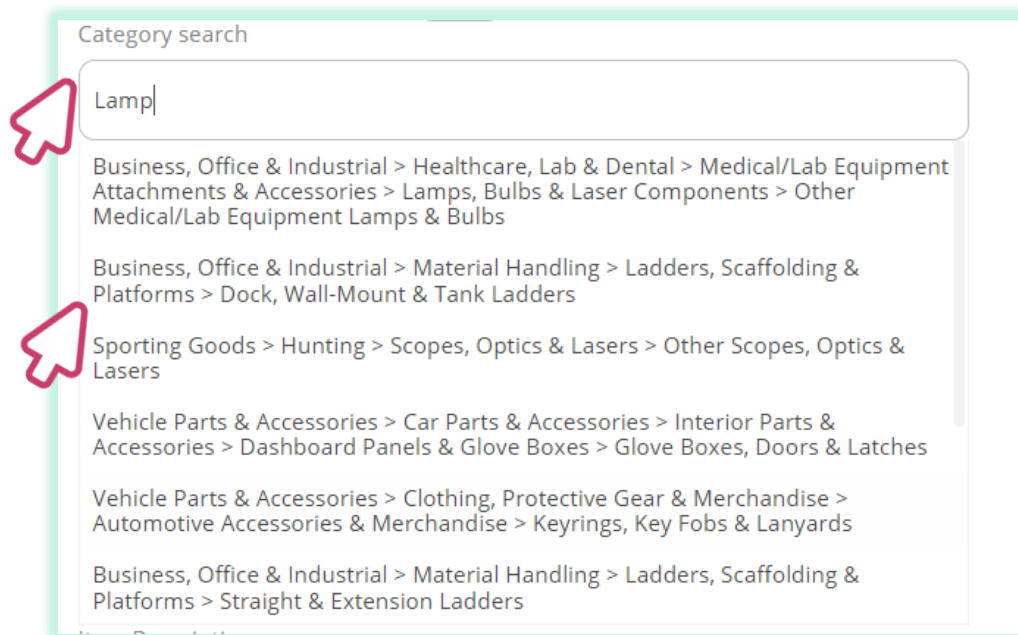 Category search
Lamp
Business, Office & Industrial > Healthcare, Lab & Dental > Medical/Lab Equipment
Attachments & Accessories > Lamps, Bulbs & Laser Components > Other
Medical/Lab Equipment Lamps & Bulbs
Business, Office & Industrial > Material Handling > Ladders, Scaffolding &
Platforms > Dock, Wall-Mount & Tank Ladders
Sporting Goods > Hunting > Scopes, Optics & Lasers > Other Scopes, Optics &
Lasers
Vehicle Parts & Accessories > Car Parts & Accessories > Interior Parts &
Accessories > Dashboard Panels & Glove Boxes > Glove Boxes, Doors & Latches
Vehicle Parts & Accessories > Clothing, Protective Gear & Merchandise >
Automotive Accessories & Merchandise > Keyrings, Key Fobs & Lanyards
Business, Office & Industrial > Material Handling > Ladders, Scaffolding &
Platforms > Straight & Extension Ladders